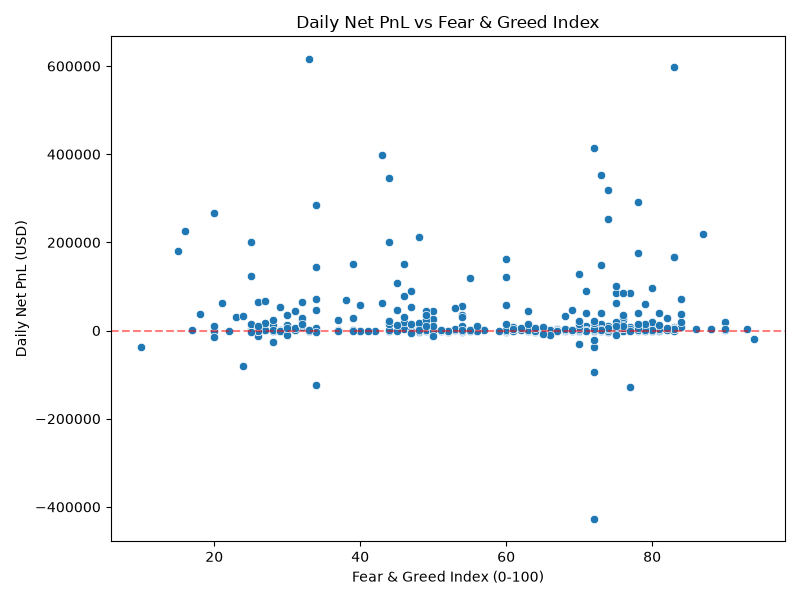 Daily Net PnL vs Fear & Greed Index
Daily Net PnL (USD)
600000
400000
200000
0
−200000
−400000
20 40 60 80
Fear & Greed Index (0-100)